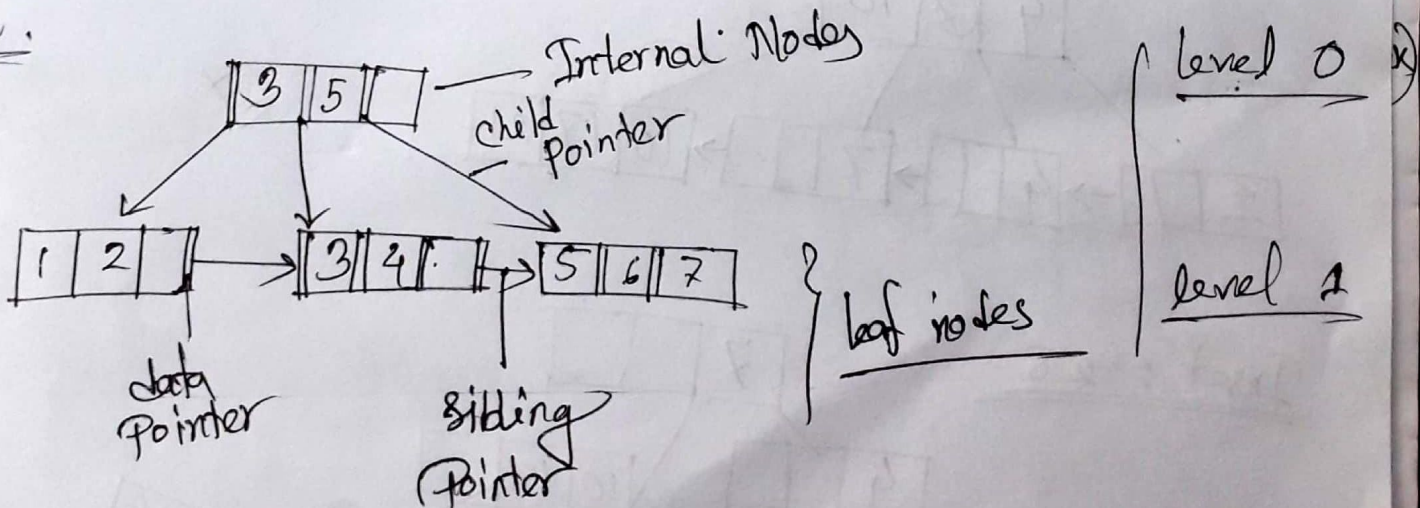 3 5
Internal Nodes
child
pointer
level 0
1 2
3 4
5 6 7
leaf nodes
level 1
data
pointer
sibling
pointer